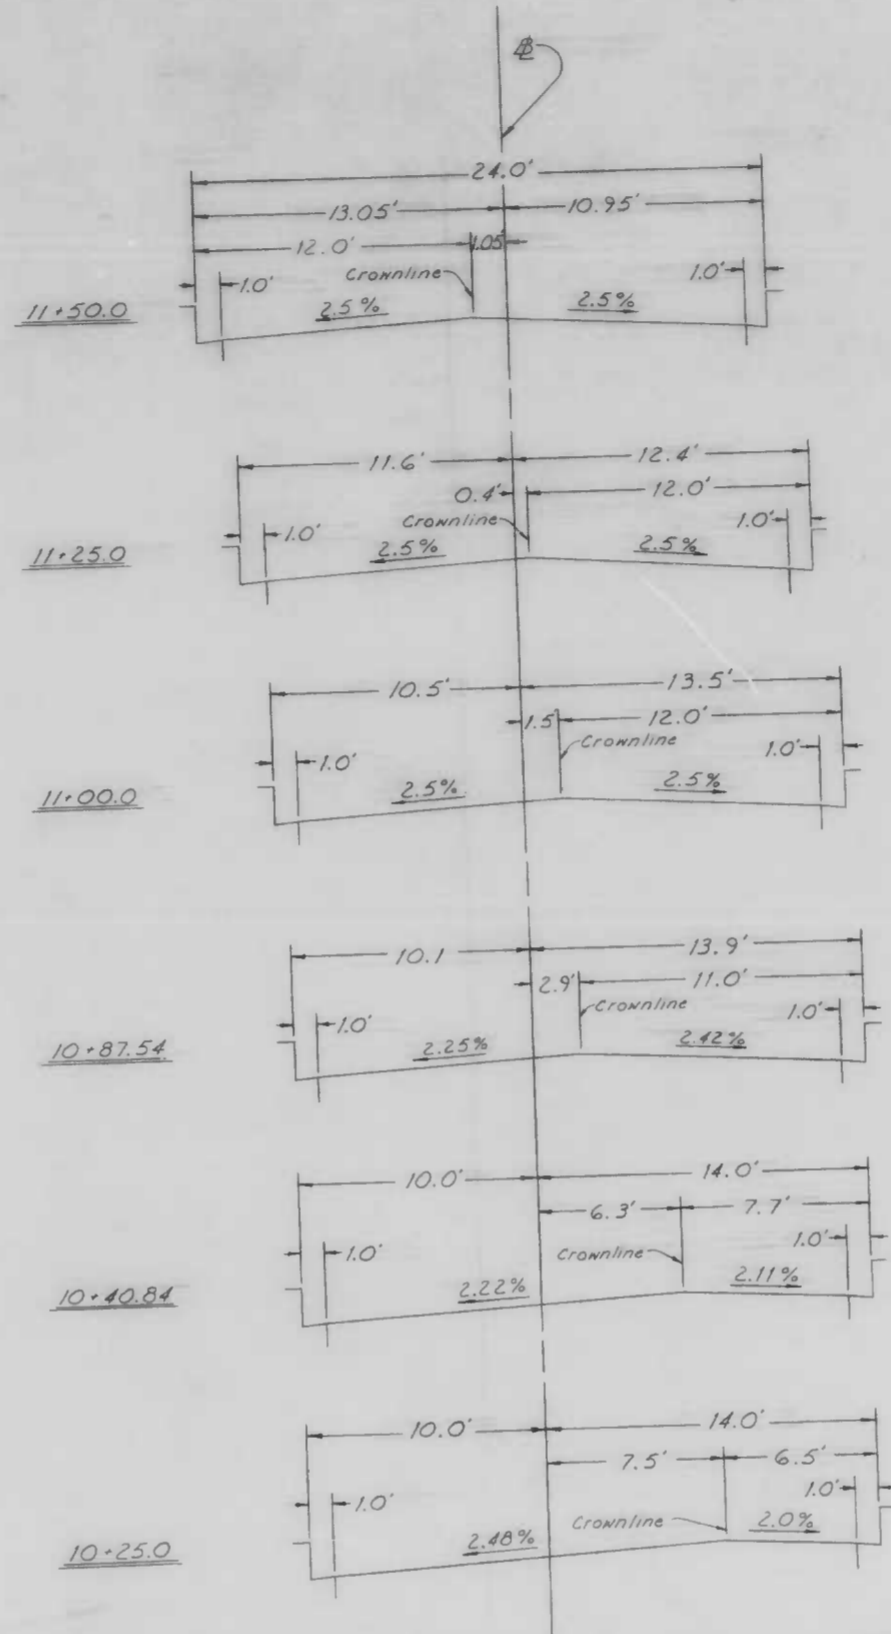 ℄
24.0'
13.05' 10.95'
12.0' 1.05'
1.0' Crownline 1.0'
11+50.0 2.5% 2.5%
11.6' 12.4'
0.4' 12.0'
1.0' Crownline 1.0'
11+25.0 2.5% 2.5%
10.5' 13.5'
1.5 12.0'
1.0' Crownline 1.0'
11+00.0 2.5% 2.5%
10.1 13.9'
2.9' 11.0'
1.0' Crownline 1.0'
10+87.54 2.25% 2.42%
10.0' 14.0'
6.3' 7.7'
1.0' Crownline 1.0'
10+40.84 2.22% 2.11%
10.0' 14.0'
7.5' 6.5'
1.0' Crownline 1.0'
10+25.0 2.48% 2.0%